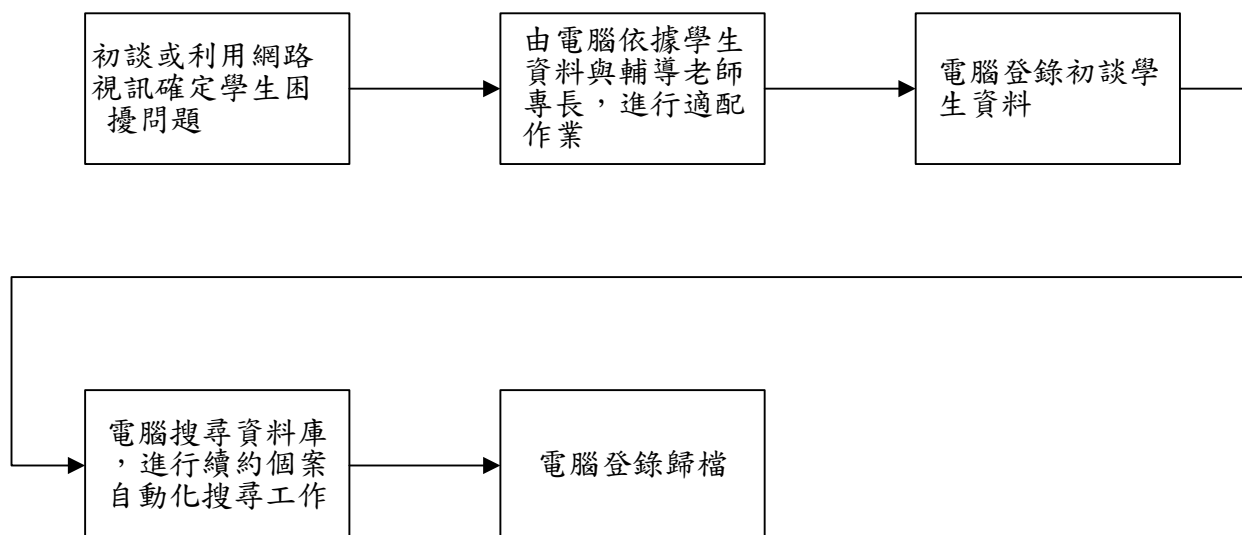 初談或利用網路
視訊確定學生困
擾問題
由電腦依據學生
資料與輔導老師
專長，進行適配
作業
電腦登錄初談學
生資料
電腦搜尋資料庫
，進行續約個案
自動化搜尋工作
電腦登錄歸檔